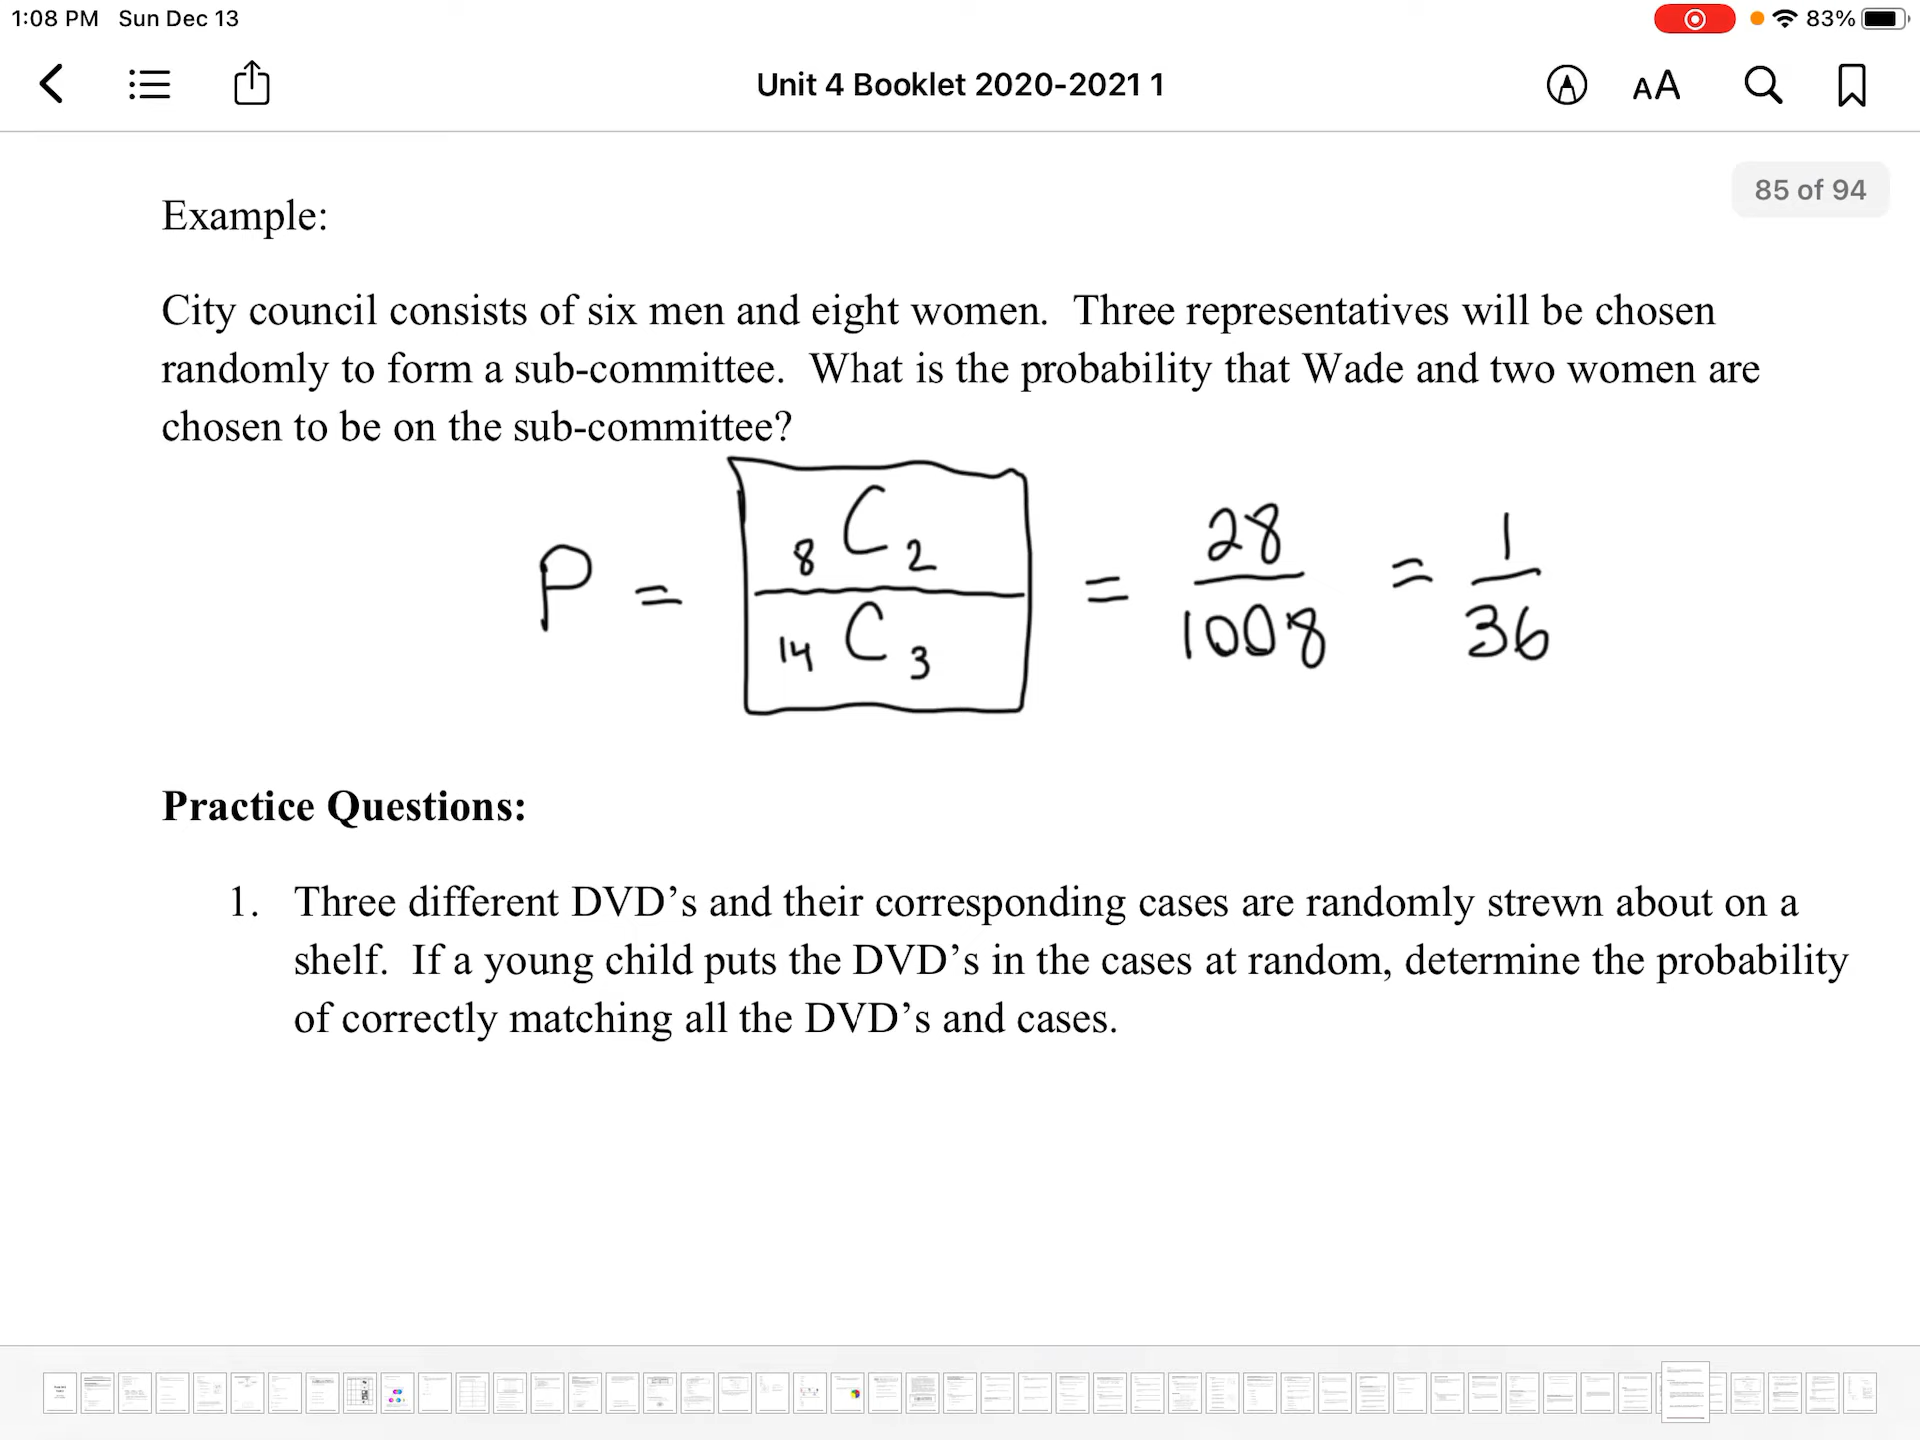 1:08 PM Sun Dec 13
83%
Unit 4 Booklet 2020-2021 1
AA
85 of 94
Example:
City council consists of six men and eight women. Three representatives will be chosen
randomly to form a sub-committee. What is the probability that Wade and two women are
chosen to be on the sub-committee?
P = 8C2 / 14C3 = 28/1008 = 1/36
Practice Questions:
1. Three different DVD’s and their corresponding cases are randomly strewn about on a
shelf. If a young child puts the DVD’s in the cases at random, determine the probability
of correctly matching all the DVD’s and cases.